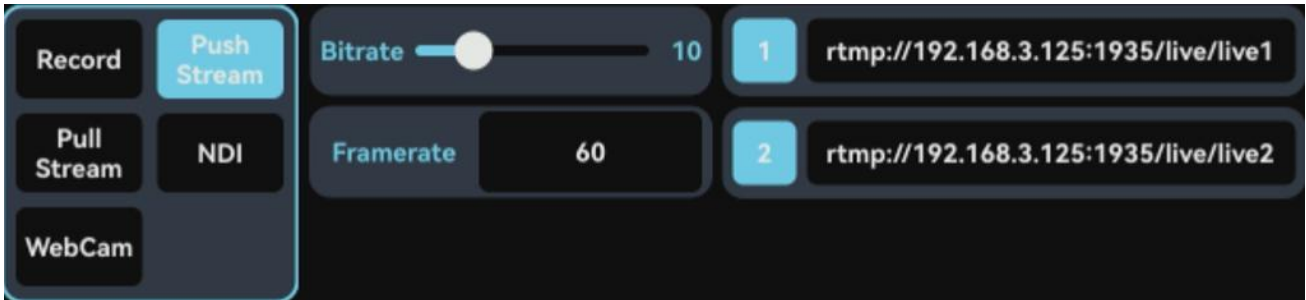 Record
Push
Stream
Pull
Stream
NDI
WebCam
Bitrate 10
Framerate 60
1 rtmp://192.168.3.125:1935/live/live1
2 rtmp://192.168.3.125:1935/live/live2